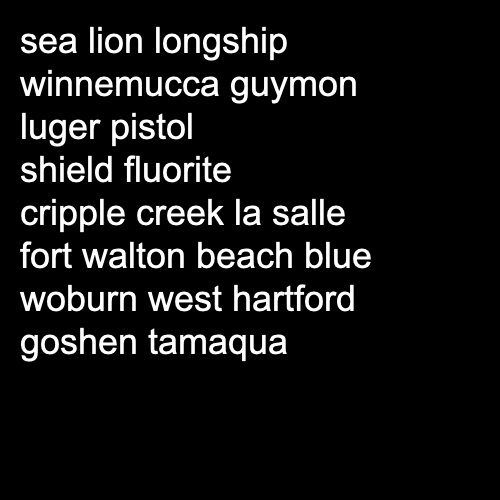 sea lion longship
winnemucca guymon
luger pistol
shield fluorite
cripple creek la salle
fort walton beach blue
woburn west hartford
goshen tamaqua